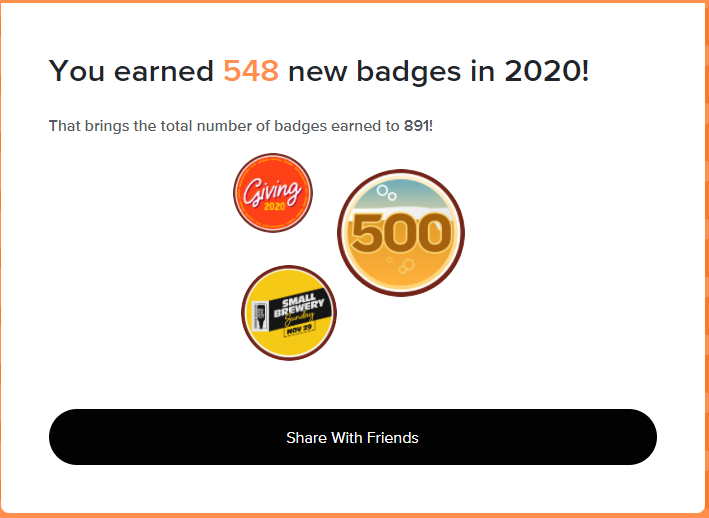 You earned 548 new badges in 2020!
That brings the total number of badges earned to 891!
Giving
2020
500
SMALL
BREWERY
Sunday
NOV 29
Share With Friends